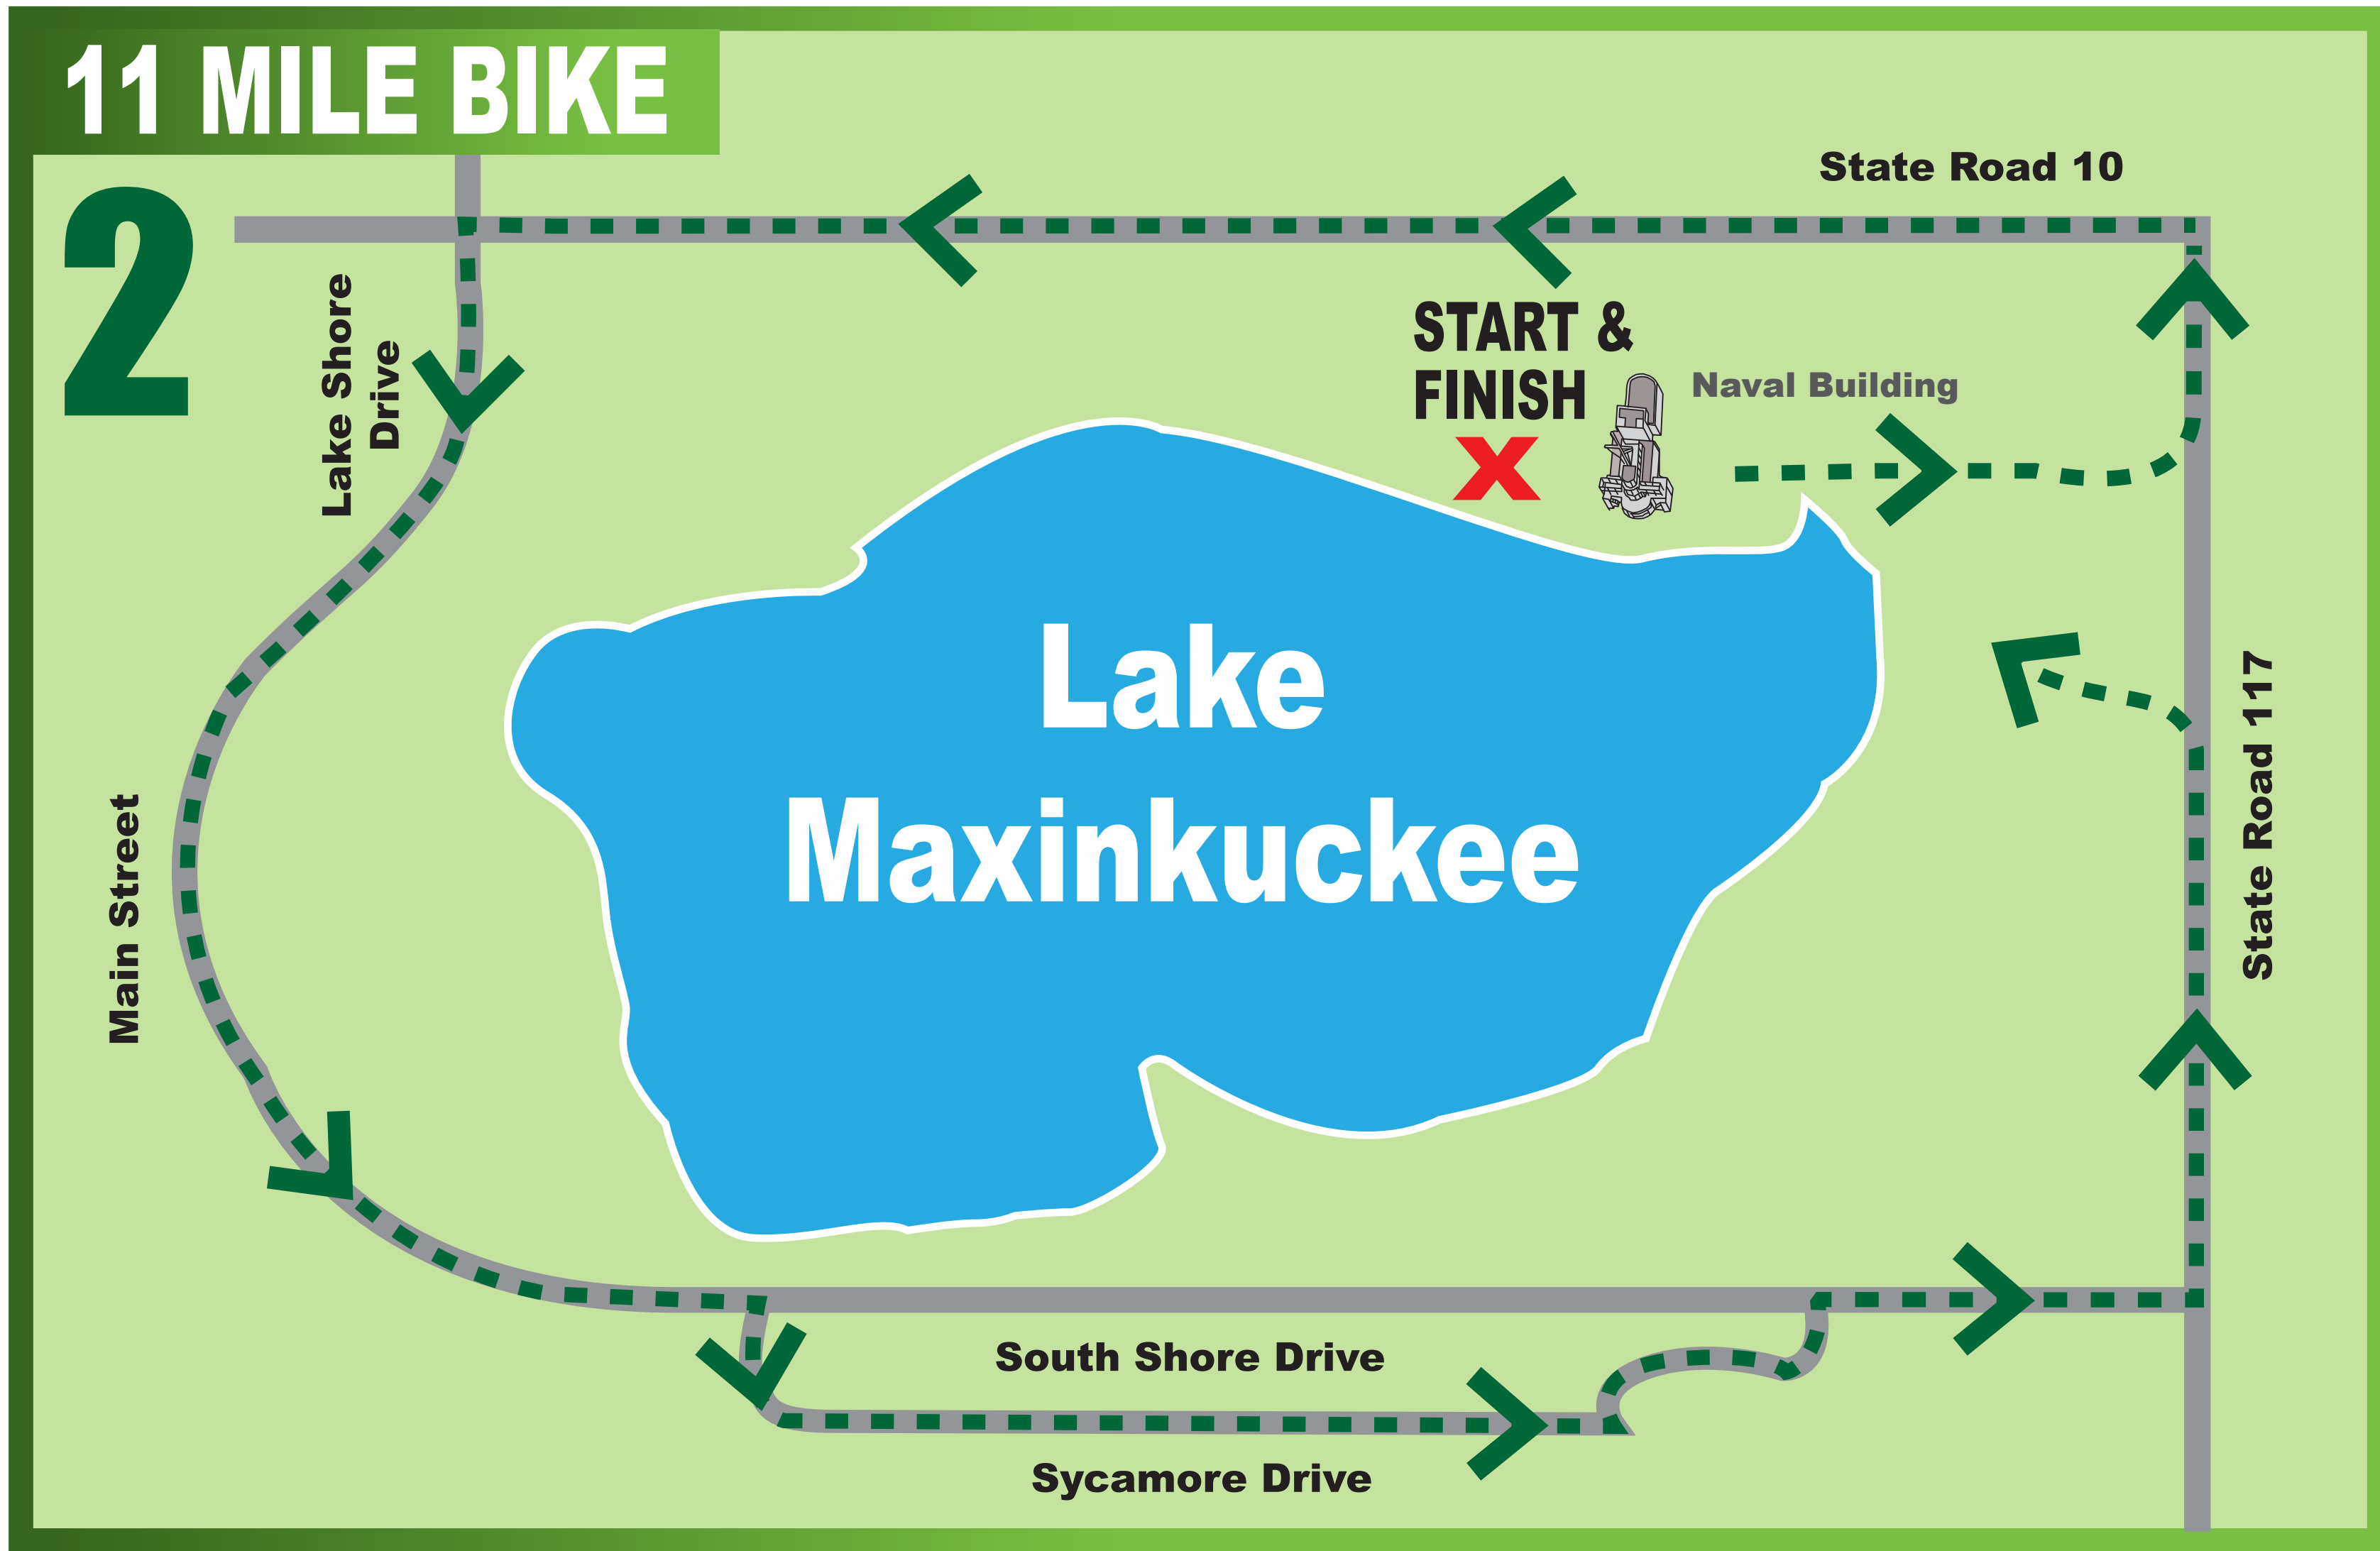 11 MILE BIKE
2
State Road 10
Lake Shore
Drive
START &
FINISH
X
Naval Building
Lake
Maxinkuckee
State Road 117
Main Street
South Shore Drive
Sycamore Drive